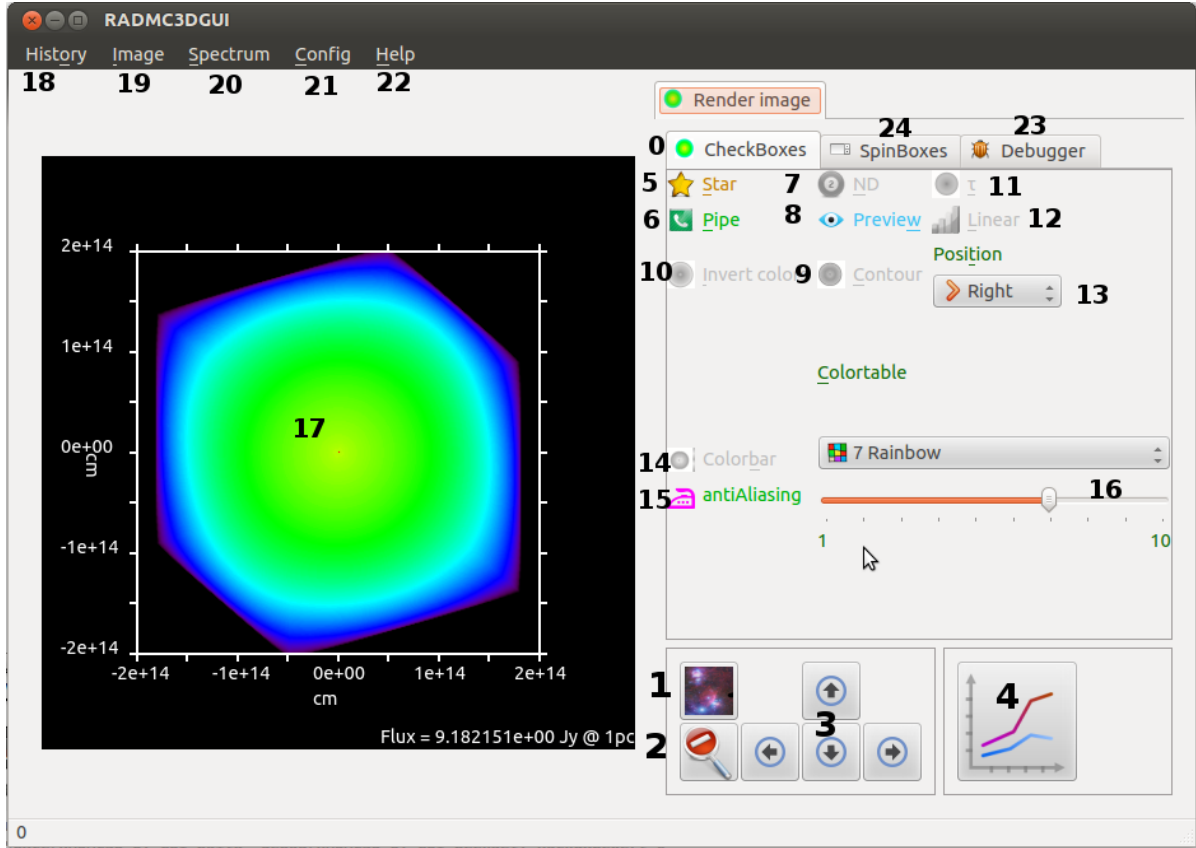 RADMC3DGUI
History Image Spectrum Config Help
18 19 20 21 22
Render image
24 23
0 CheckBoxes SpinBoxes Debugger
5 Star 7 2 ND τ 11
6 Pipe 8 Preview Linear 12
Position
10 Invert colo 9 Contour
Right 13
Colortable
14 Colorbar 7 Rainbow
15 antiAliasing 16
1 10
2e+14
1e+14
17
0e+00
cm
-1e+14
-2e+14
-2e+14 -1e+14 0e+00 1e+14 2e+14
cm
Flux = 9.182151e+00 Jy @ 1pc
1
2
3
4
0